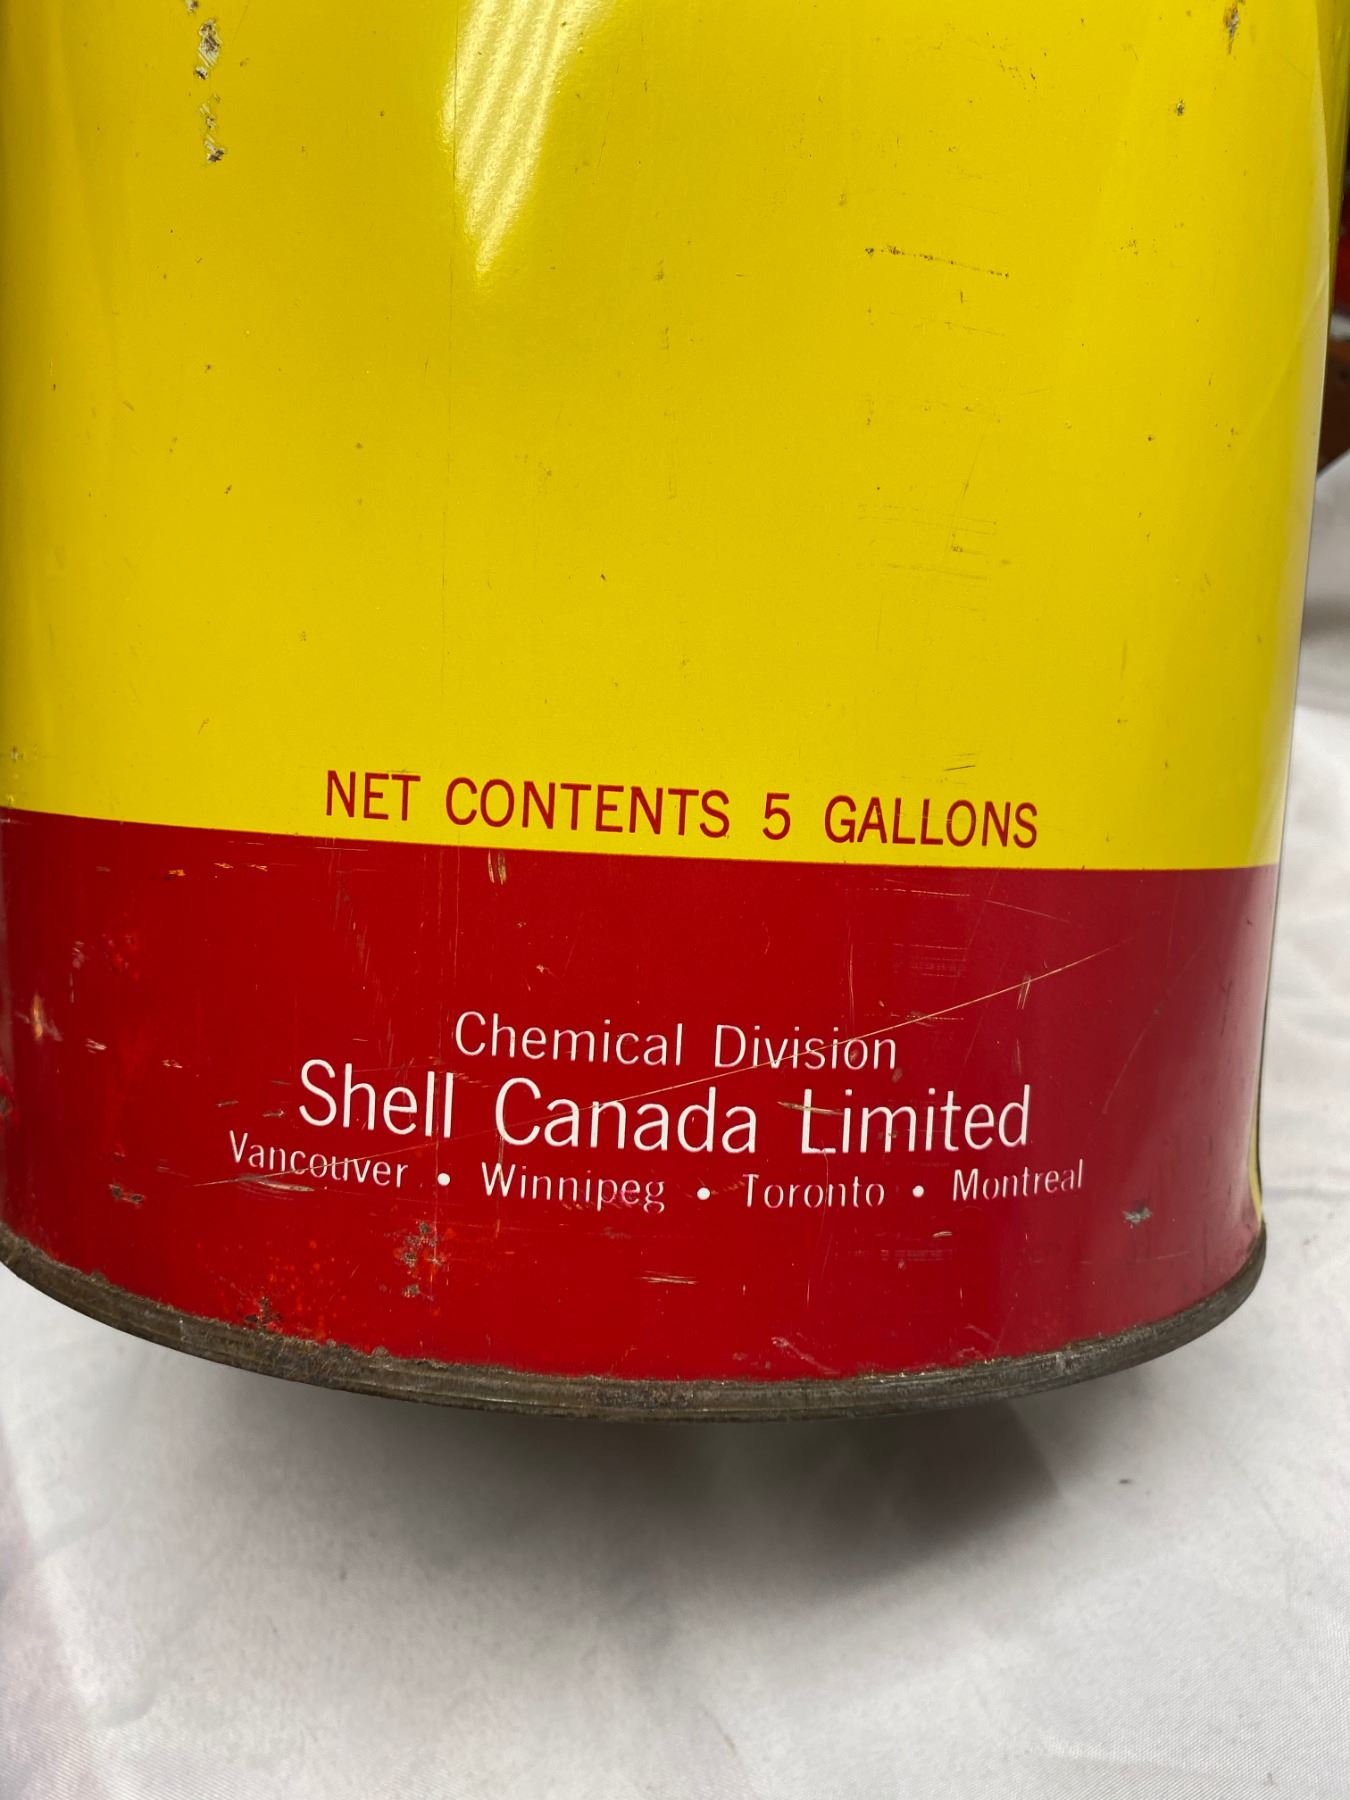 NET CONTENTS 5 GALLONS
Chemical Division
Shell Canada Limited
Vancouver • Winnipeg • Toronto • Montreal